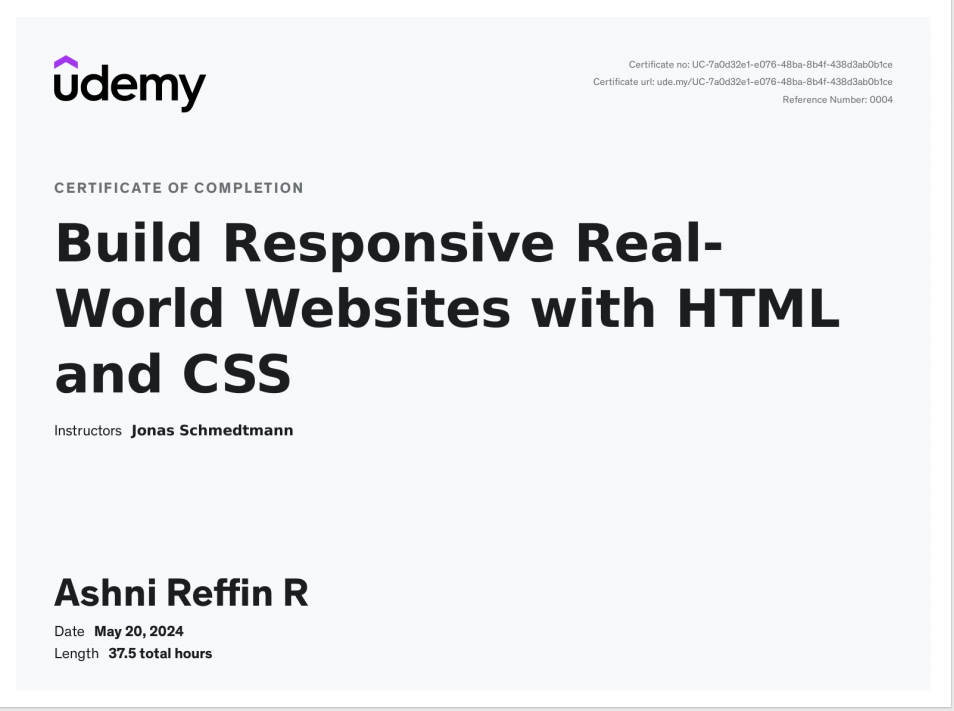 udemy
Certificate no: UC-7a0d32e1-e076-48ba-8b4f-438d3ab0b1ce
Certificate url: ude.my/UC-7a0d32e1-e076-48ba-8b4f-438d3ab0b1ce
Reference Number: 0004
CERTIFICATE OF COMPLETION
Build Responsive Real-
World Websites with HTML
and CSS
Instructors Jonas Schmedtmann
Ashni Reffin R
Date May 20, 2024
Length 37.5 total hours